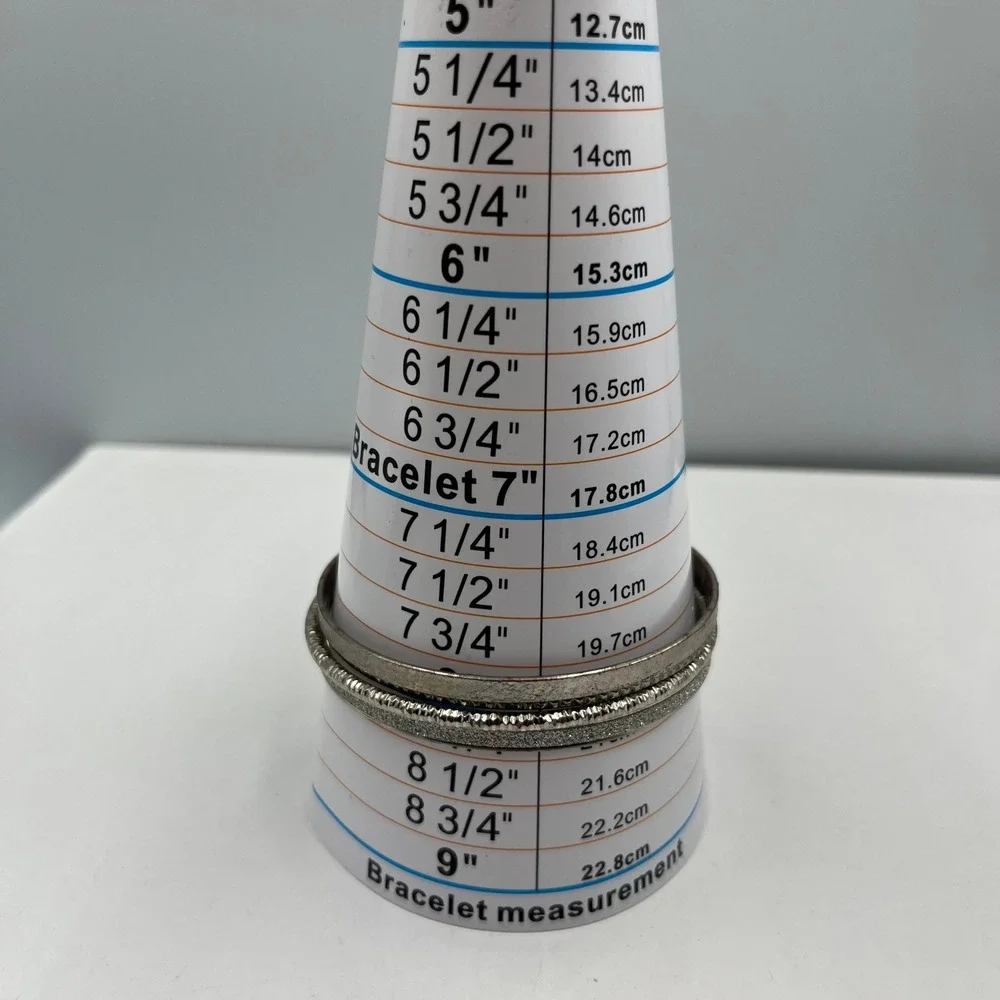 5" 12.7cm
5 1/4" 13.4cm
5 1/2" 14cm
5 3/4" 14.6cm
6" 15.3cm
6 1/4" 15.9cm
6 1/2" 16.5cm
6 3/4" 17.2cm
Bracelet 7" 17.8cm
7 1/4" 18.4cm
7 1/2" 19.1cm
7 3/4" 19.7cm
8 1/2" 21.6cm
8 3/4" 22.2cm
9" 22.8cm
Bracelet measurement